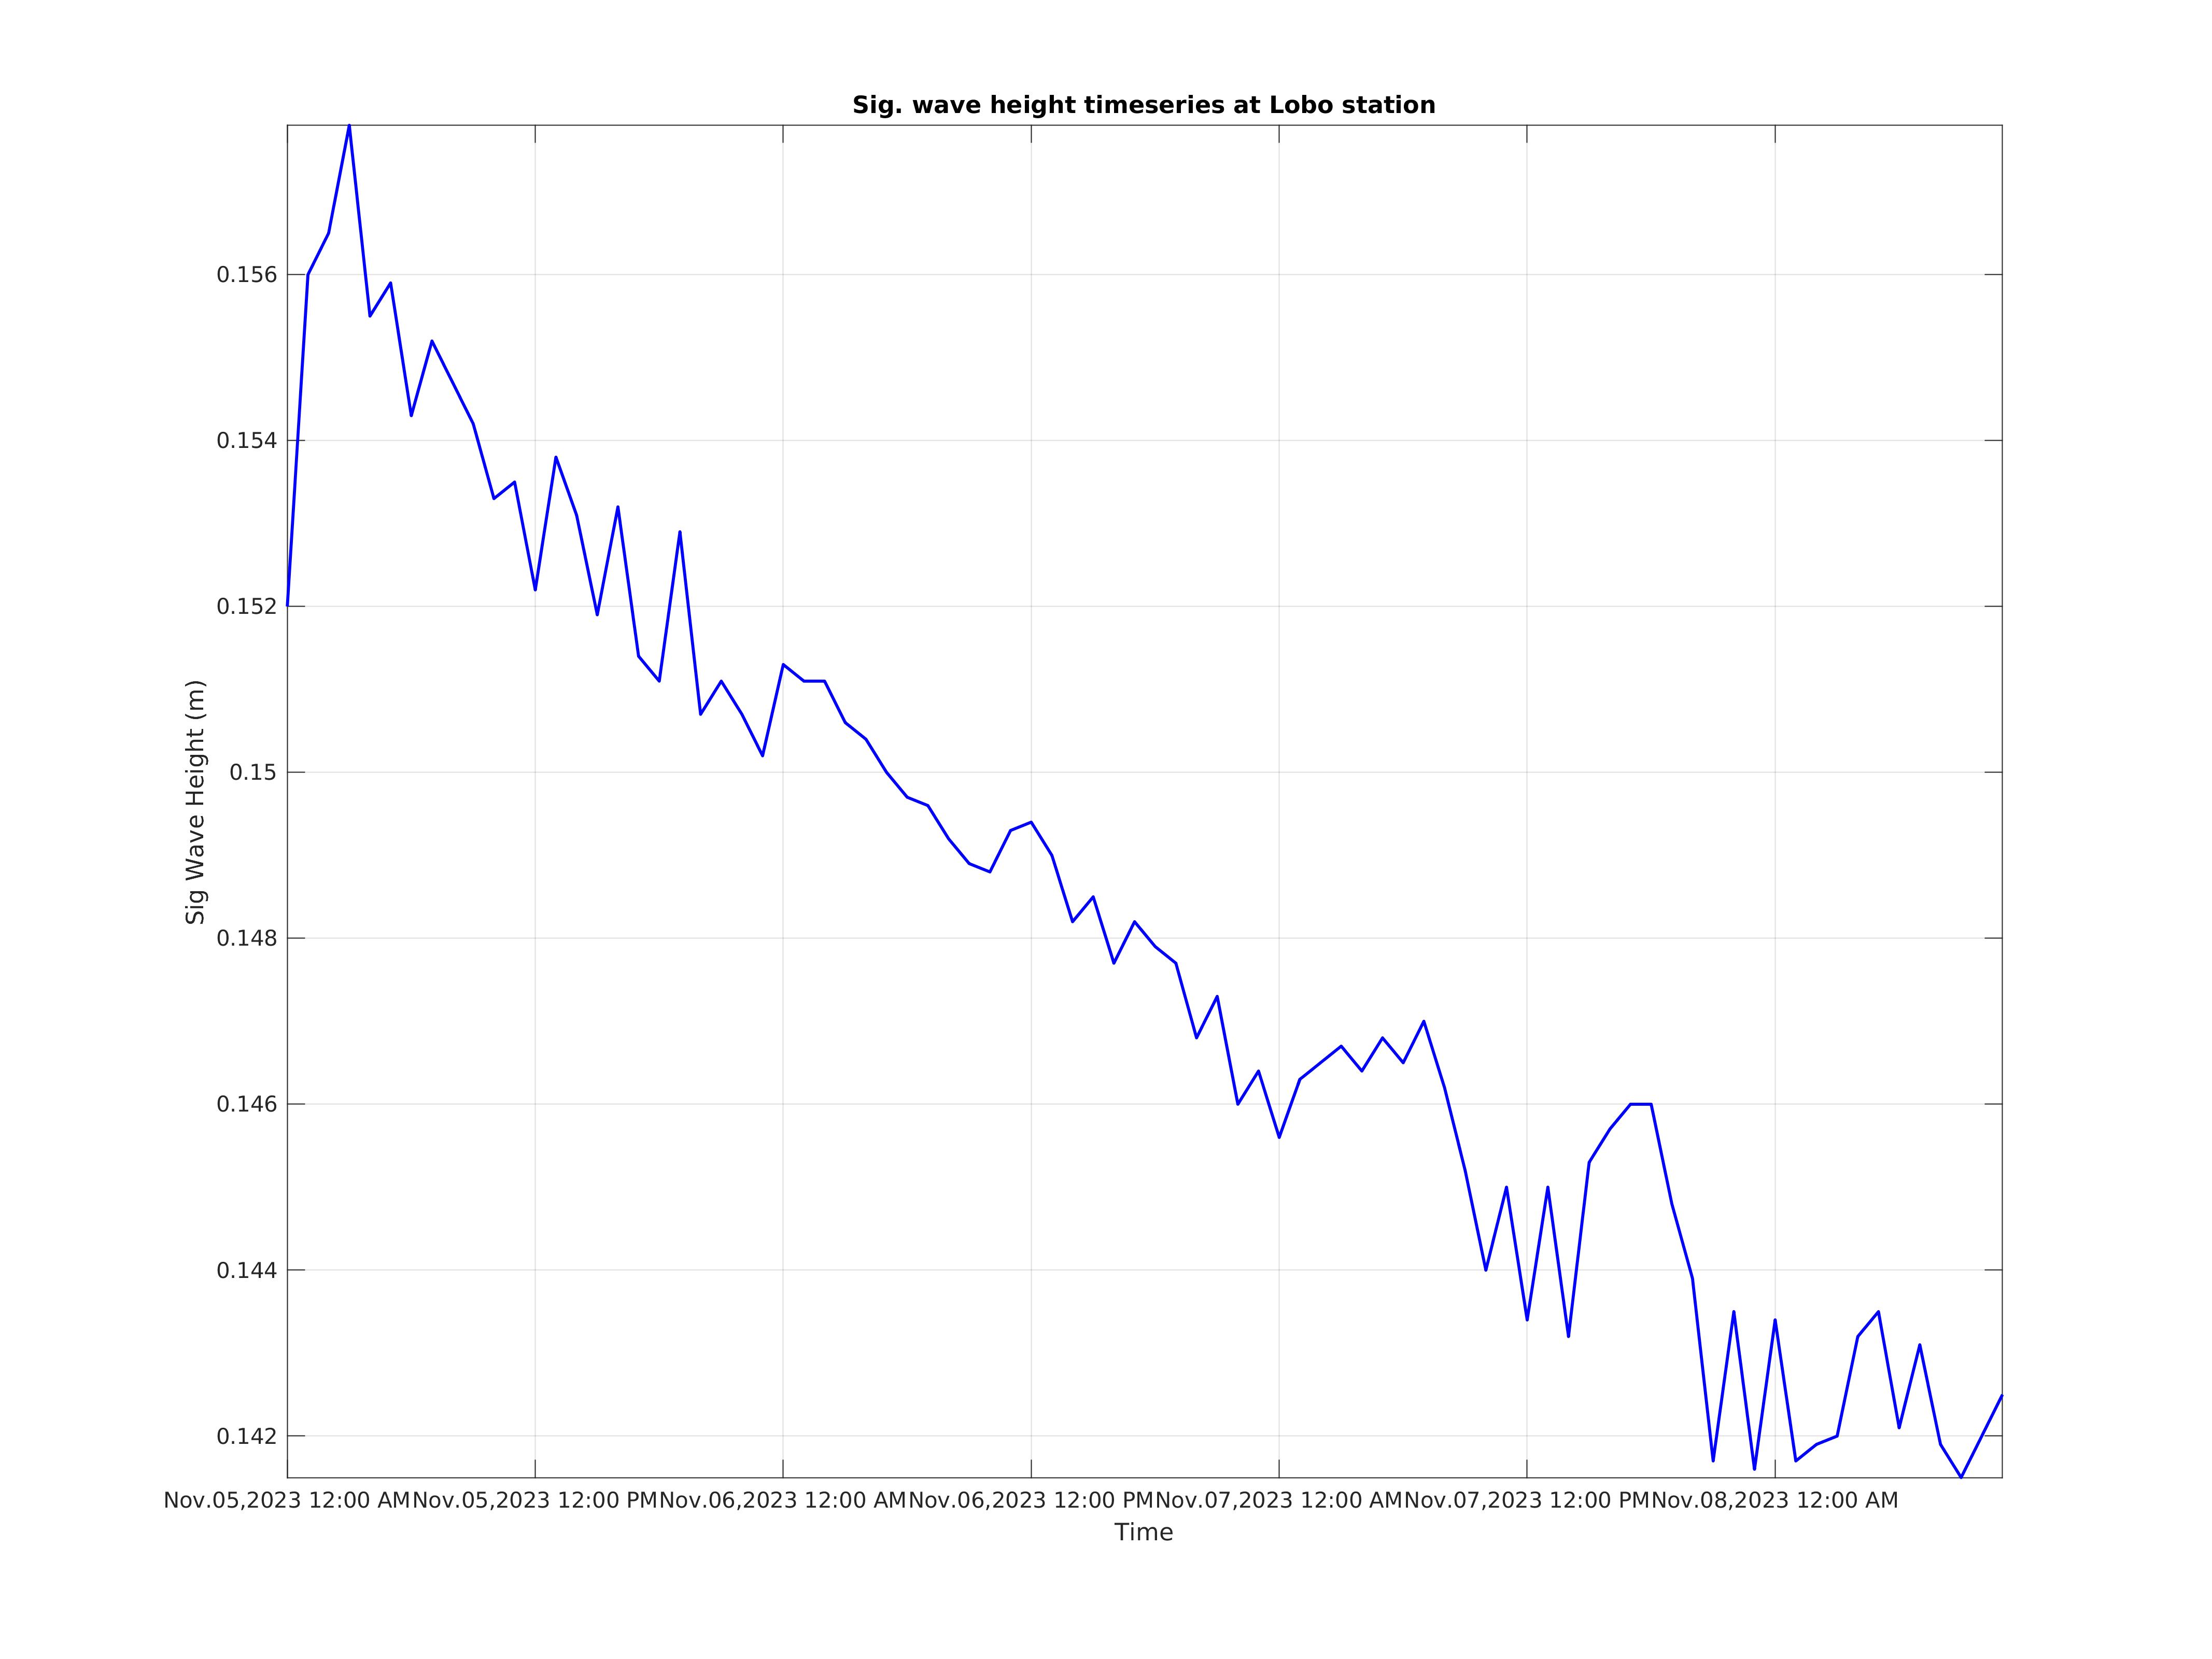 Sig. wave height timeseries at Lobo station
Sig Wave Height (m)
0.156
0.154
0.152
0.15
0.148
0.146
0.144
0.142
Nov.05,2023 12:00 AM
Nov.05,2023 12:00 PM
Nov.06,2023 12:00 AM
Nov.06,2023 12:00 PM
Nov.07,2023 12:00 AM
Nov.07,2023 12:00 PM
Nov.08,2023 12:00 AM
Time